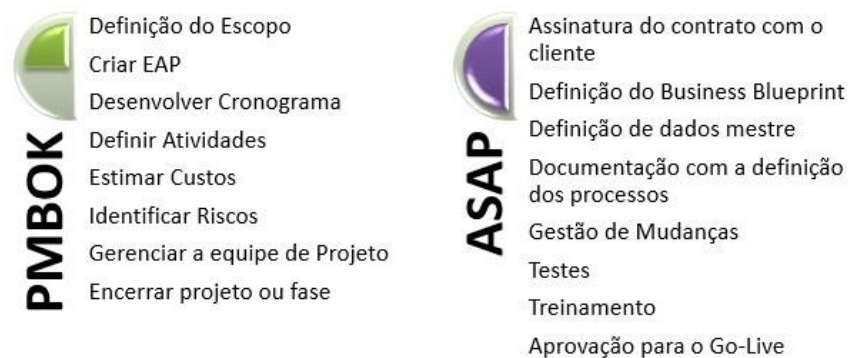 PMBOK
Definição do Escopo
Criar EAP
Desenvolver Cronograma
Definir Atividades
Estimar Custos
Identificar Riscos
Gerenciar a equipe de Projeto
Encerrar projeto ou fase
ASAP
Assinatura do contrato com o
cliente
Definição do Business Blueprint
Definição de dados mestre
Documentação com a definição
dos processos
Gestão de Mudanças
Testes
Treinamento
Aprovação para o Go-Live